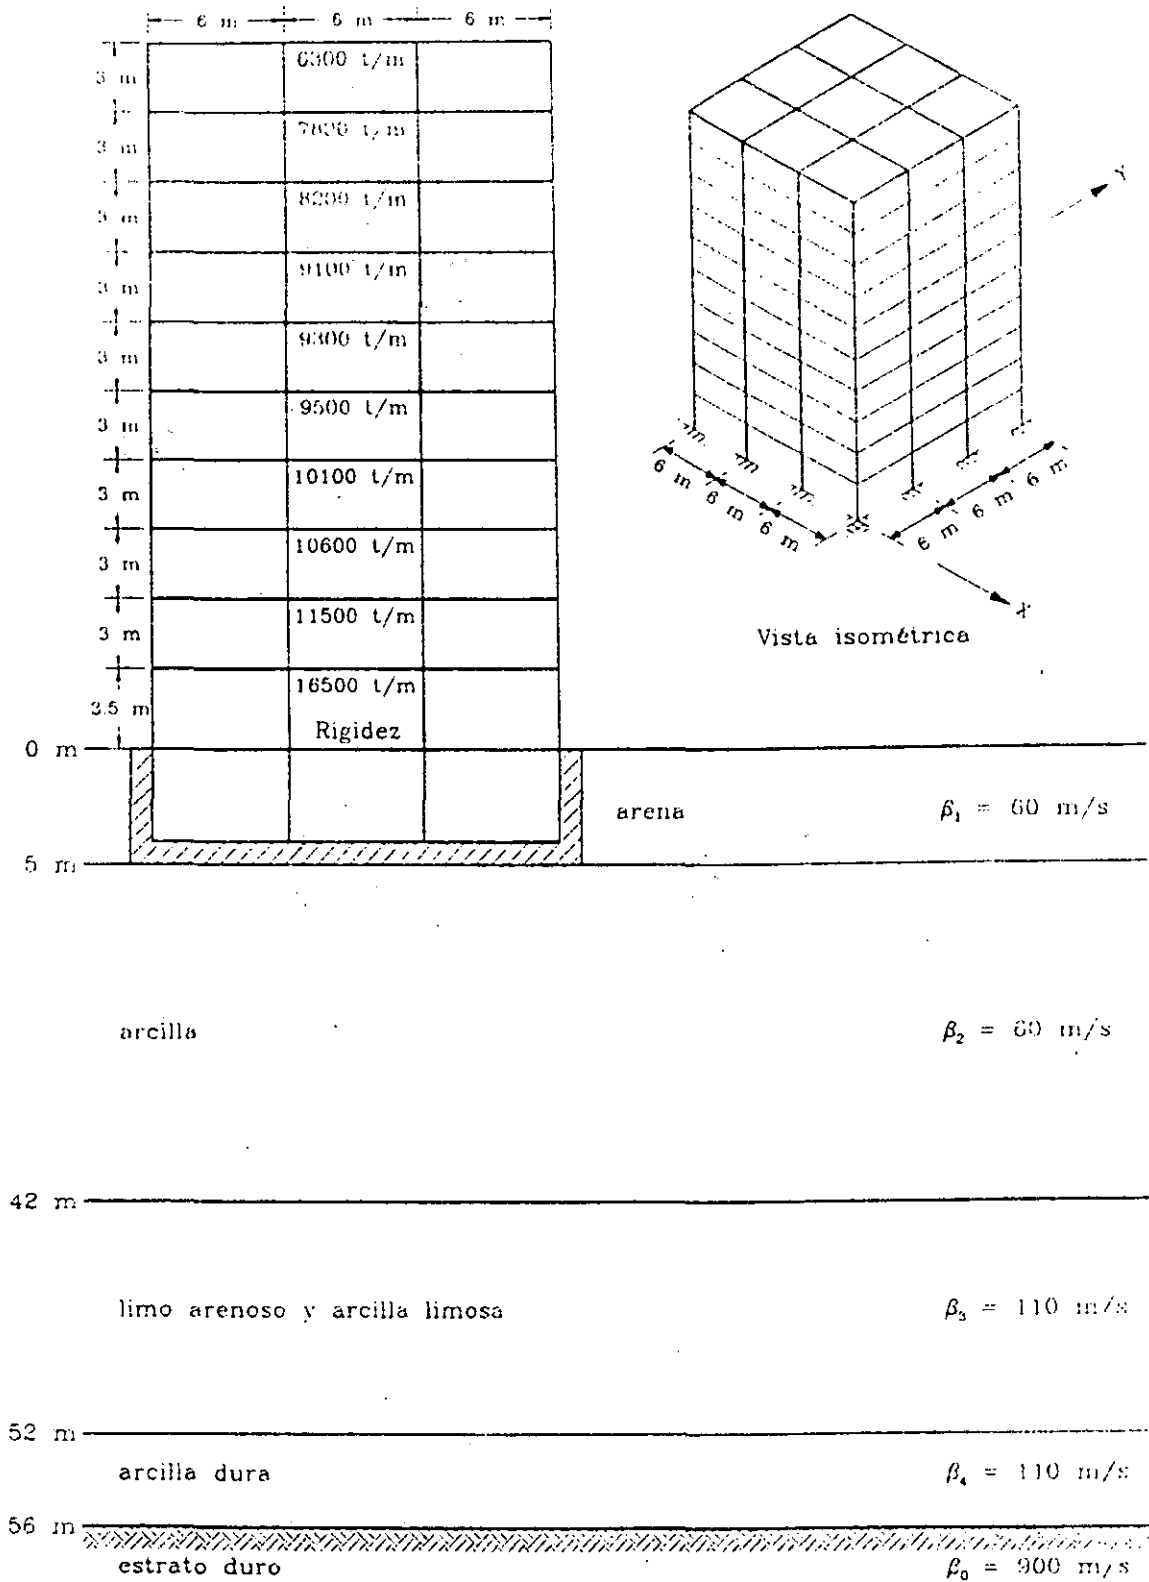 6 m 6 m 6 m
3 m 6300 t/m
3 m
3 m 8200 t/m
3 m 9100 t/m
3 m 9300 t/m
3 m 9500 t/m
3 m 10100 t/m
3 m 10600 t/m
3 m 11500 t/m
3.5 m 16500 t/m
Rigidez
Y
6 m 6 m 6 m
6 m 6 m 6 m
X
Vista isométrica
0 m
arena β₁ = 60 m/s
5 m
arcilla β₂ = 60 m/s
42 m
limo arenoso y arcilla limosa β₃ = 110 m/s
52 m
arcilla dura β₄ = 110 m/s
56 m
estrato duro β₀ = 900 m/s